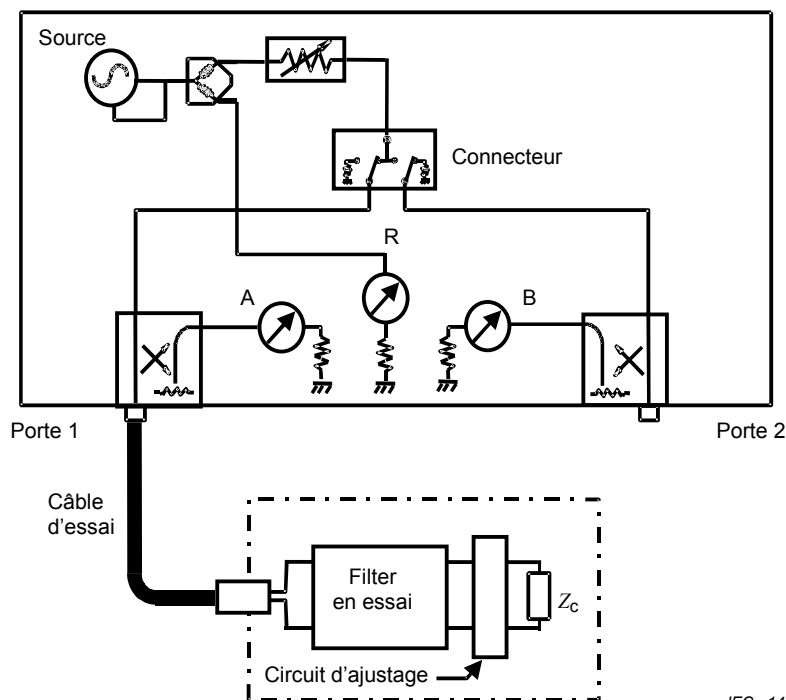 Source
Connecteur
R
A
B
Porte 1
Porte 2
Câble
d'essai
Filter
en essai
Zc
Circuit d'ajustage